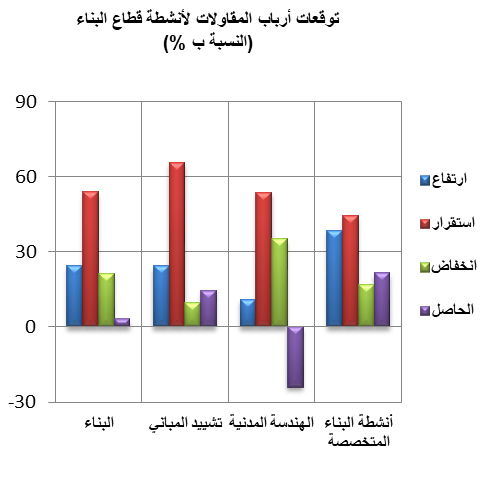 توقعات أرباب المقاولات لأنشطة قطاع البناء
(النسبة ب %)
90
60
30
0
-30
ارتفاع
استقرار
انخفاض
الحاصل
البناء
تشييد المباني
الهندسة المدنية
أنشطة البناء
المتخصصة